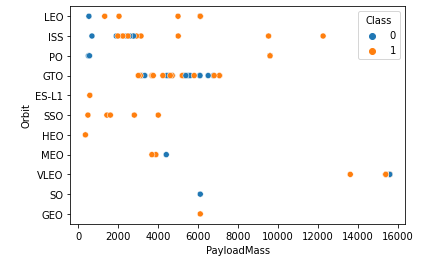 LEO
ISS
PO
GTO
ES-L1
SSO
HEO
MEO
VLEO
SO
GEO
Orbit
Class
0
1
0 2000 4000 6000 8000 10000 12000 14000 16000
PayloadMass